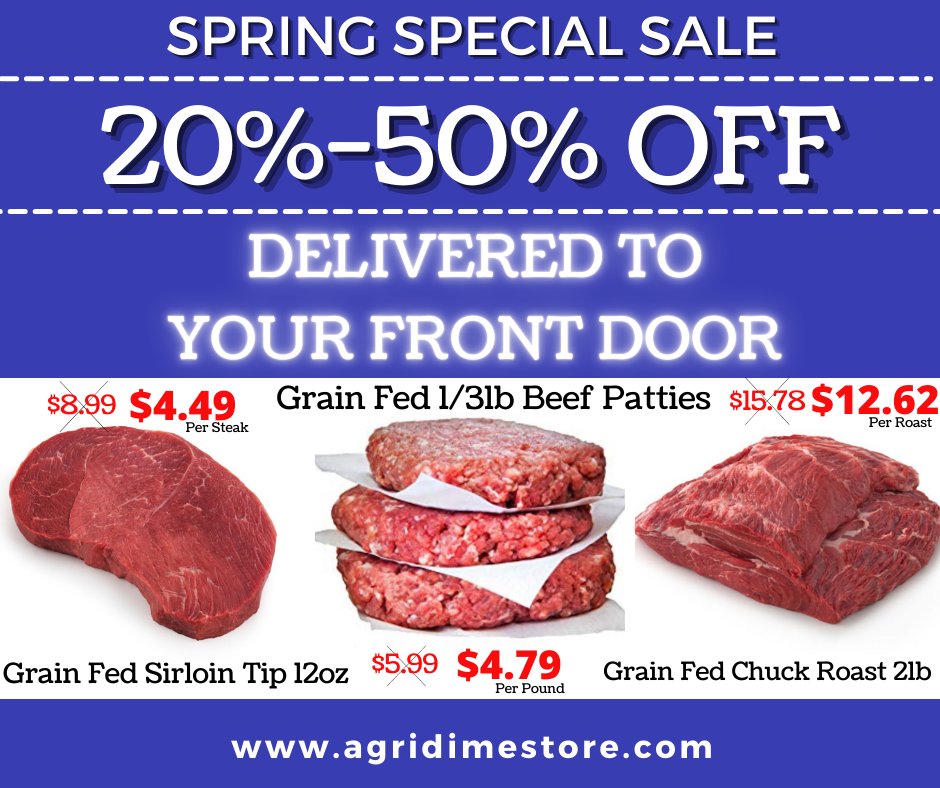 SPRING SPECIAL SALE
20%-50% OFF
DELIVERED TO
YOUR FRONT DOOR
$8.99 $4.49
Per Steak
Grain Fed 1/3lb Beef Patties
$15.78 $12.62
Per Roast
Grain Fed Sirloin Tip 12oz
$5.99 $4.79
Per Pound
Grain Fed Chuck Roast 2lb
www.agridimestore.com